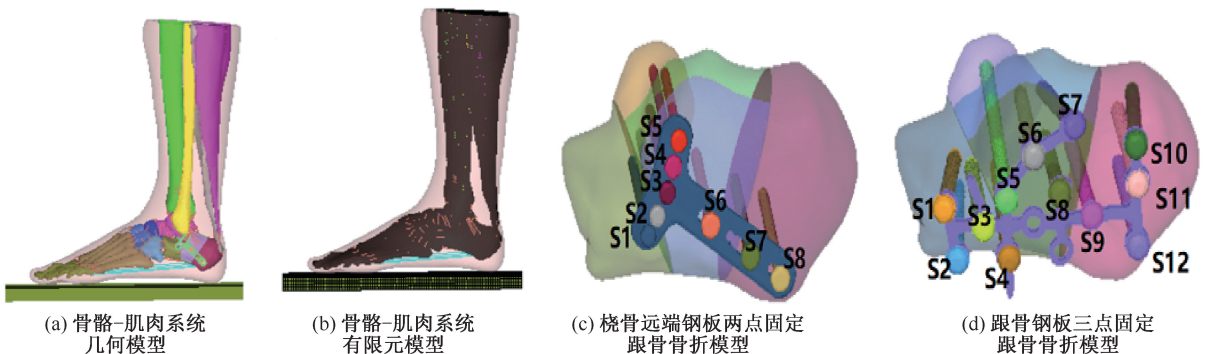 S5
S4
S3
S2
S1
S6
S7
S8
S7
S6
S10
S5
S11
S1
S3
S8
S9
S2
S4
S12
(a) 骨骼-肌肉系统
几何模型
(b) 骨骼-肌肉系统
有限元模型
(c) 桡骨远端钢板两点固定
跟骨骨折模型
(d) 跟骨钢板三点固定
跟骨骨折模型